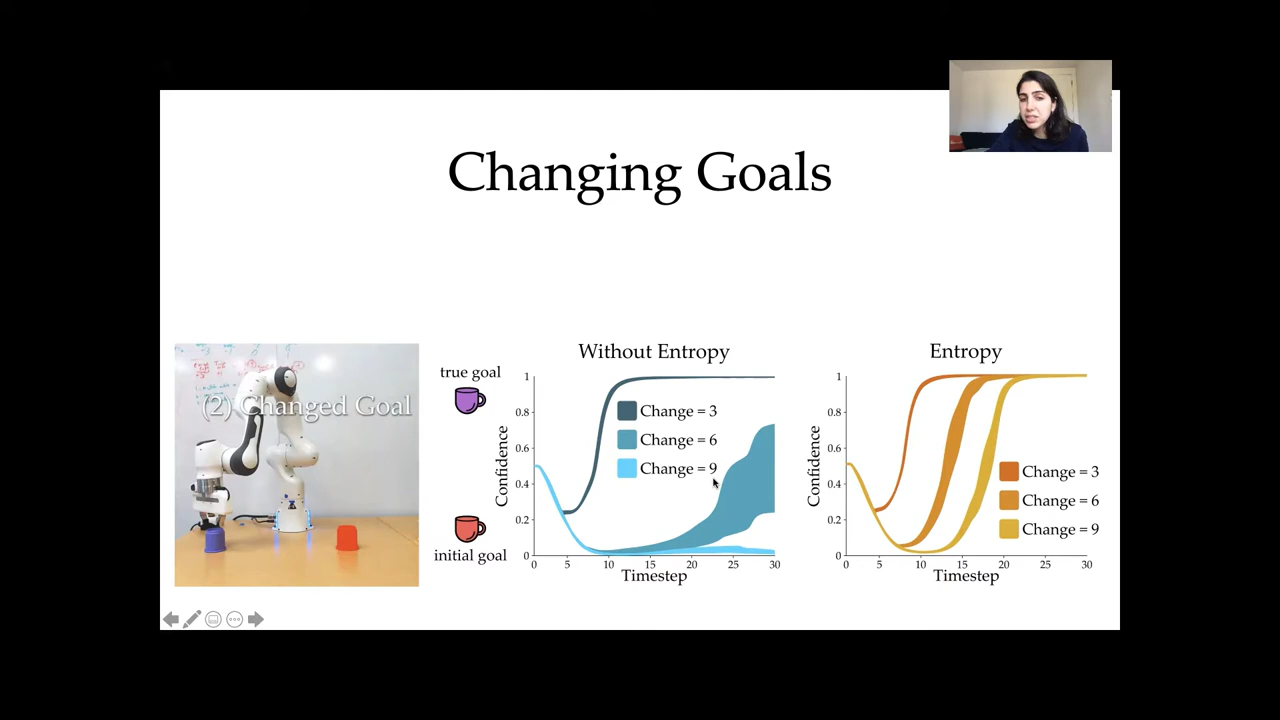 Changing Goals
(2) Changed Goal
true goal
initial goal
Without Entropy
Confidence
1
0.8
0.6
0.4
0.2
0
Change = 3
Change = 6
Change = 9
0 5 10 15 20 25 30
Timestep
Entropy
Confidence
1
0.8
0.6
0.4
0.2
0
Change = 3
Change = 6
Change = 9
0 5 10 15 20 25 30
Timestep